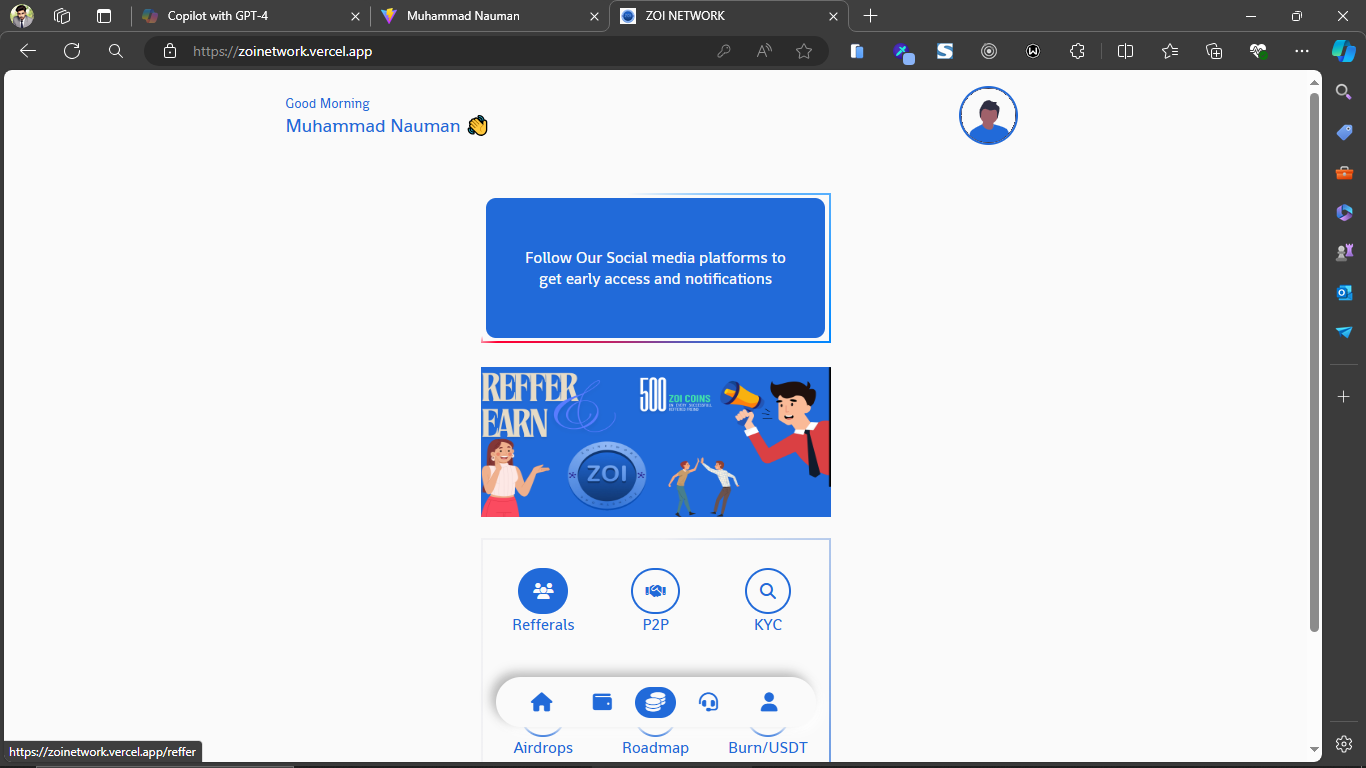 Copilot with GPT-4
Muhammad Nauman
ZOI NETWORK
https://zoinetwork.vercel.app
Good Morning
Muhammad Nauman
Follow Our Social media platforms to
get early access and notifications
REFFER
&
EARN
500 ZOI COINS
ZOI
Refferals
P2P
KYC
Airdrops
Roadmap
Burn/USDT
https://zoinetwork.vercel.app/reffer